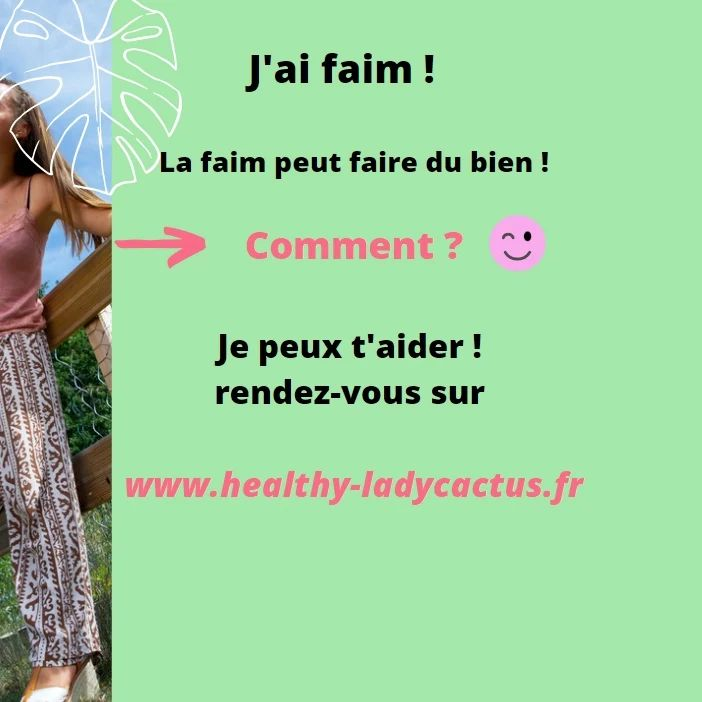 J'ai faim !
La faim peut faire du bien !
Comment ?
Je peux t'aider !
rendez-vous sur
www.healthy-ladycactus.fr